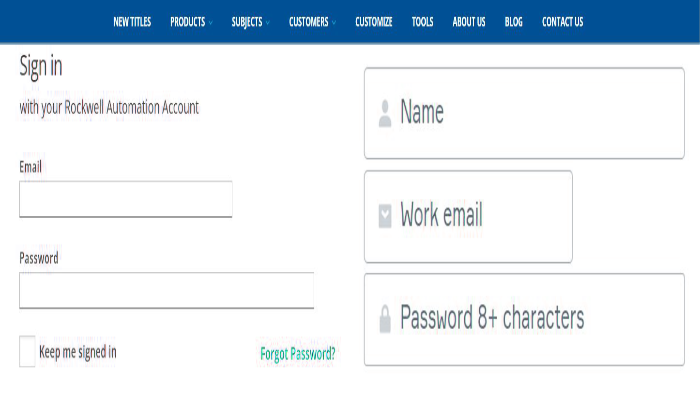 NEW TITLES PRODUCTS SUBJECTS CUSTOMERS CUSTOMIZE TOOLS ABOUT US BLOG CONTACT US
Sign in
with your Rockwell Automation Account
Email
Password
Keep me signed in
Forgot Password?
Name
Work email
Password 8+ characters